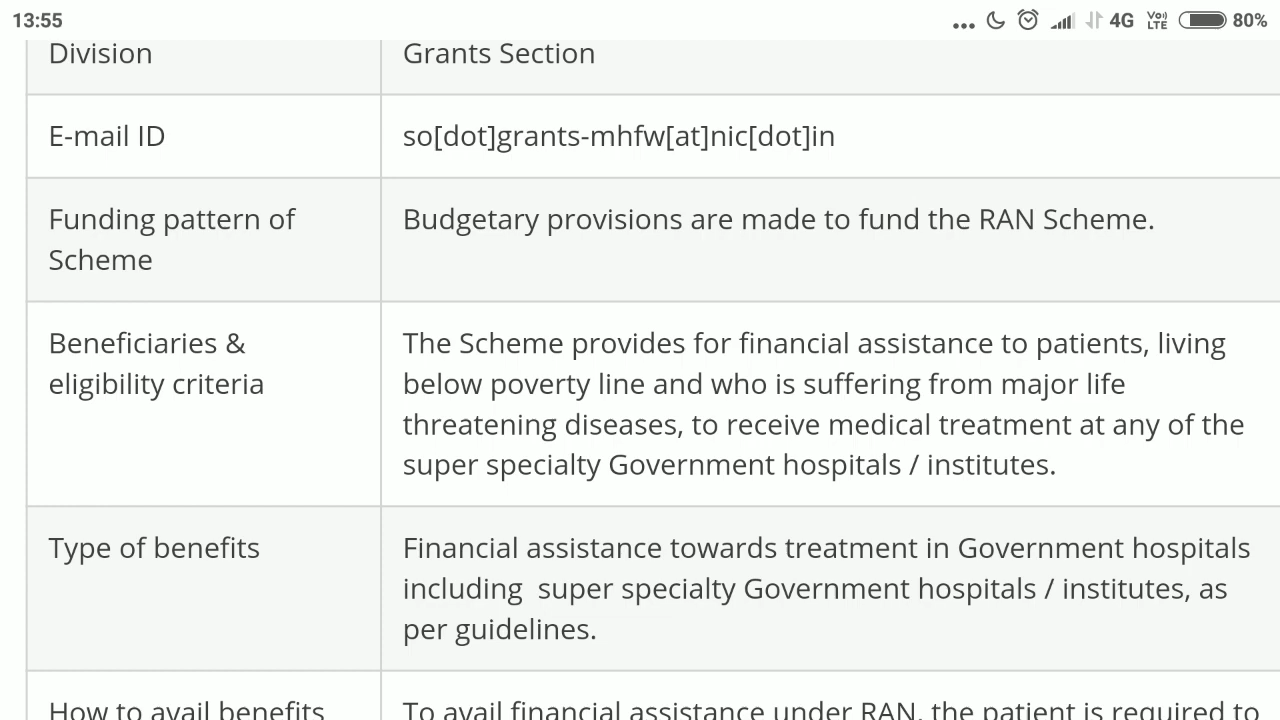 13:55 ... 4G Vo) LTE 80%
Division Grants Section
E-mail ID so[dot]grants-mhfw[at]nic[dot]in
Funding pattern of Budgetary provisions are made to fund the RAN Scheme.
Scheme
Beneficiaries & The Scheme provides for financial assistance to patients, living
eligibility criteria below poverty line and who is suffering from major life
threatening diseases, to receive medical treatment at any of the
super specialty Government hospitals / institutes.
Type of benefits Financial assistance towards treatment in Government hospitals
including  super specialty Government hospitals / institutes, as
per guidelines.
How to avail benefits To avail financial assistance under RAN, the patient is required to